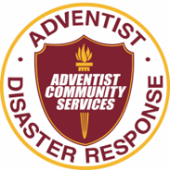 ADVENTIST
ADVENTIST
COMMUNITY
SERVICES
DISASTER RESPONSE